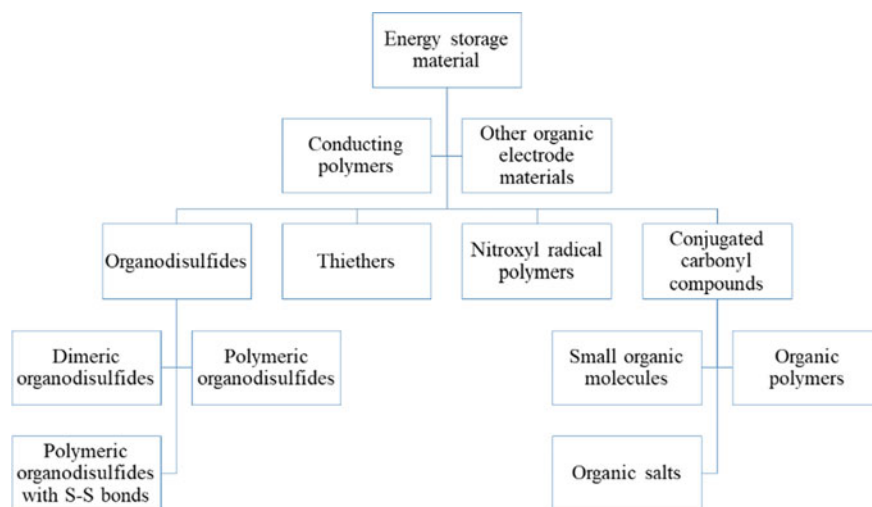 Energy storage
material
Conducting
polymers
Other organic
electrode
materials
Organodisulfides
Thiethers
Nitroxyl radical
polymers
Conjugated
carbonyl
compounds
Dimeric
organodisulfides
Polymeric
organodisulfides
Small organic
molecules
Organic
polymers
Polymeric
organodisulfides
with S-S bonds
Organic salts